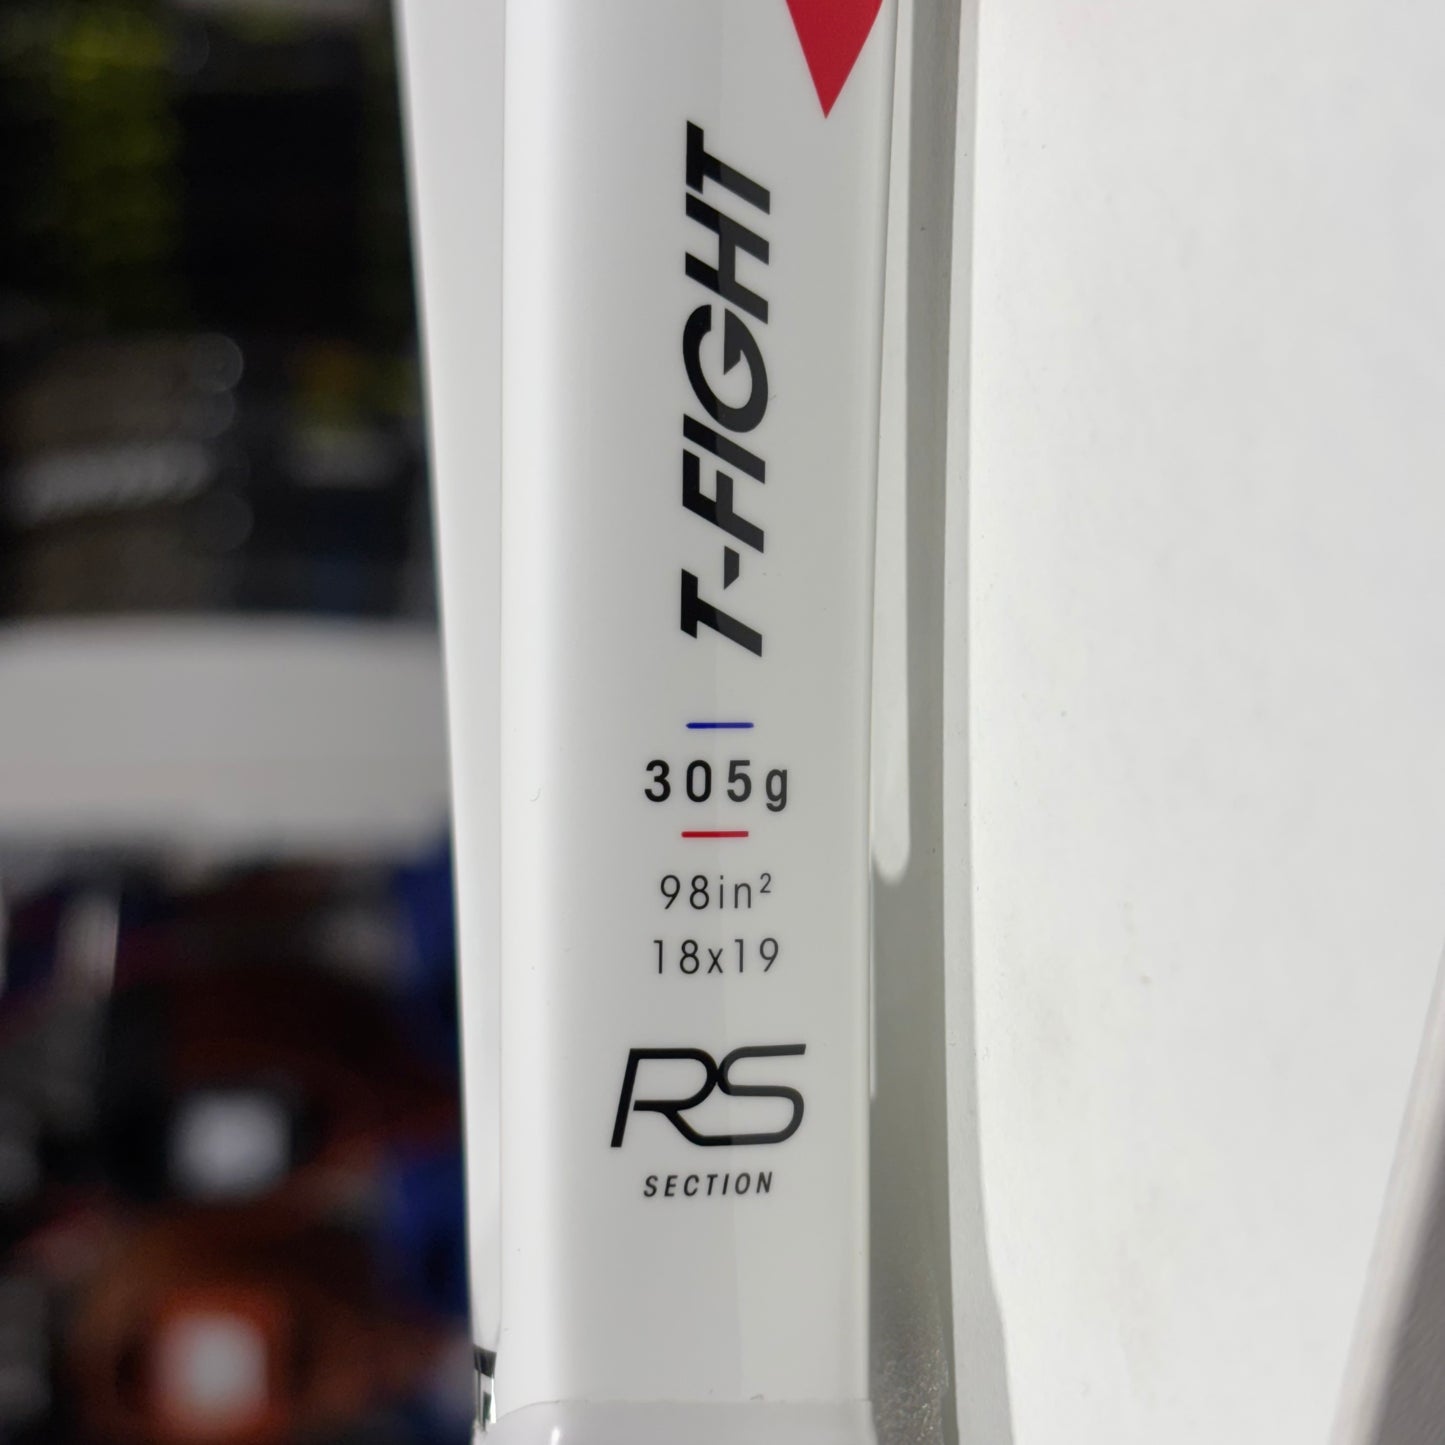 T-FIGHT
305g
98in²
18x19
RS
SECTION